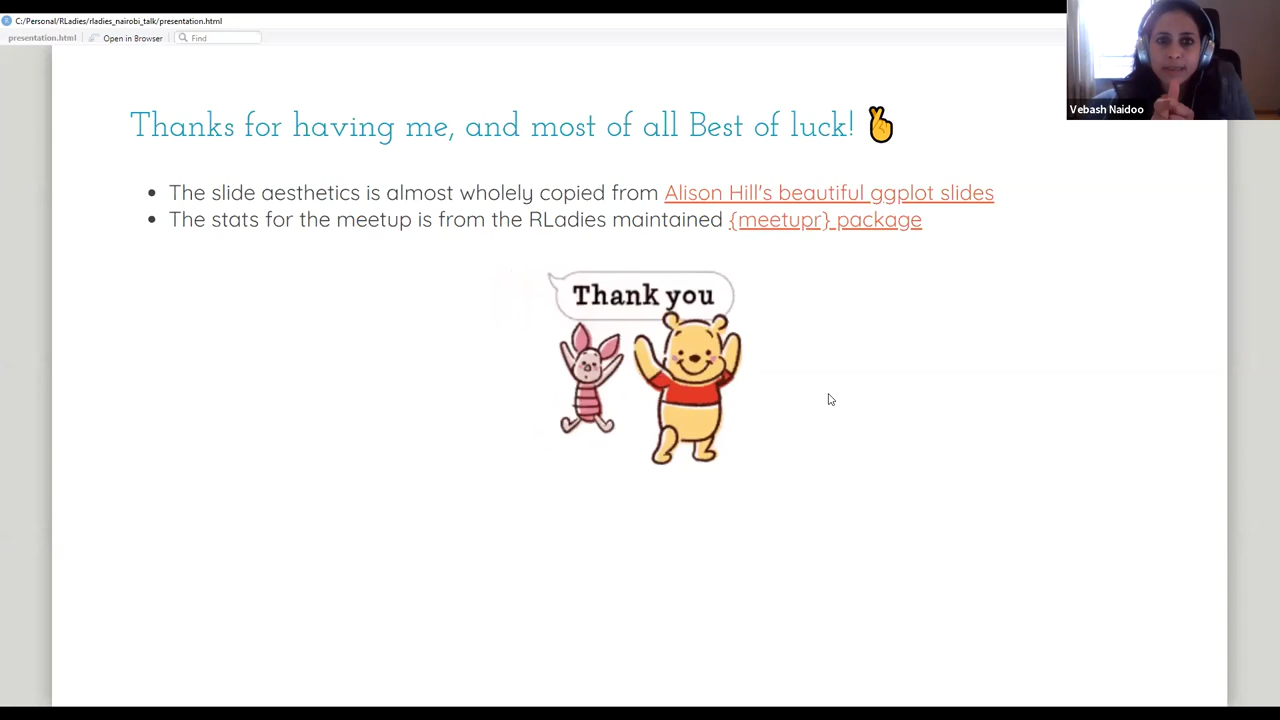 C:/Personal/RLadies/rladies_nairobi_talk/presentation.html
presentation.html
Open in Browser
Find
Vebash Naidoo
Thanks for having me, and most of all Best of luck!
The slide aesthetics is almost wholely copied from Alison Hill's beautiful ggplot slides
The stats for the meetup is from the RLadies maintained {meetupr} package
Thank you